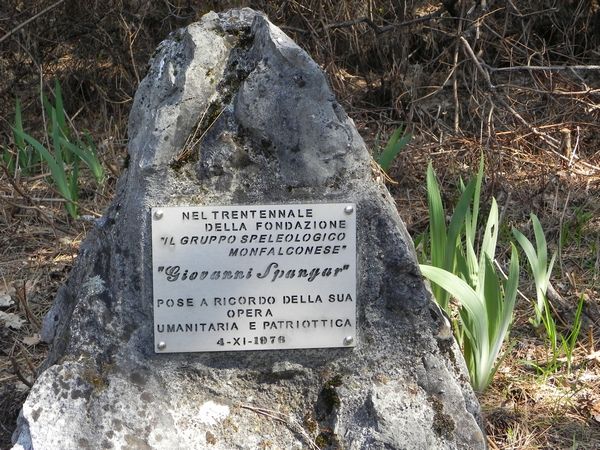 NEL TRENTENNALE
DELLA FONDAZIONE
"IL GRUPPO SPELEOLOGICO
MONFALCONESE"
"Giovanni Spangar"
POSE A RICORDO DELLA SUA
OPERA
UMANITARIA E PATRIOTTICA
4-XI-1976